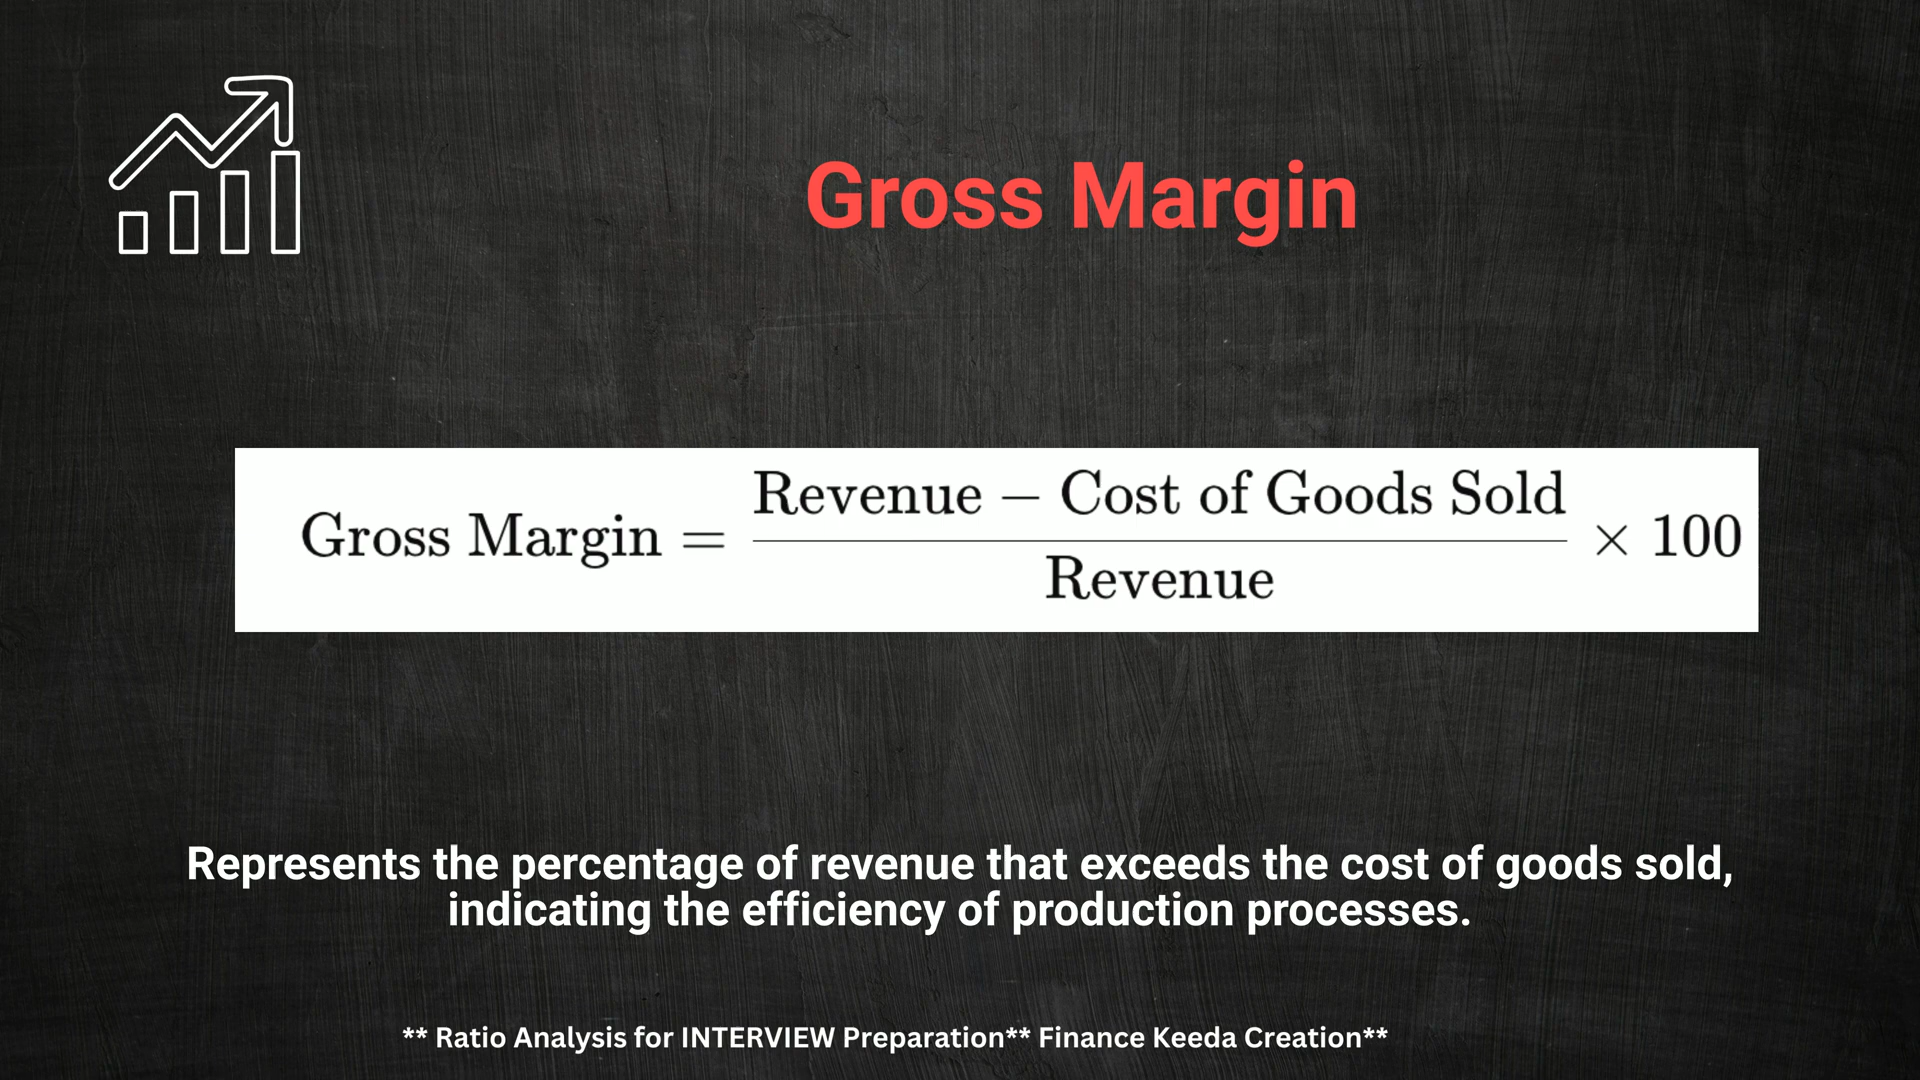 Gross Margin
Gross Margin = Revenue − Cost of Goods Sold / Revenue × 100
Represents the percentage of revenue that exceeds the cost of goods sold,
indicating the efficiency of production processes.
** Ratio Analysis for INTERVIEW Preparation** Finance Keeda Creation**